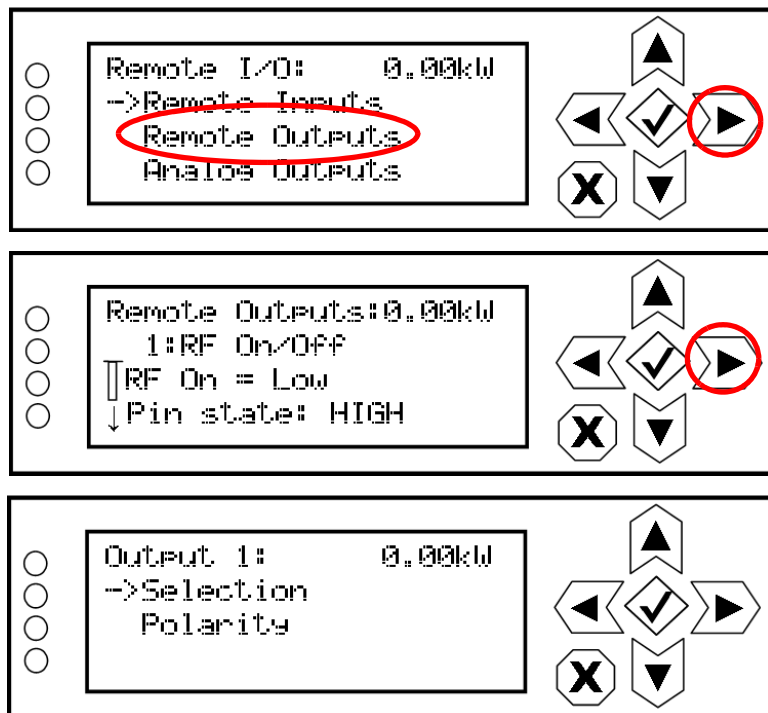 Remote I/O: 0.00kW
->Remote Inputs
Remote Outputs
Analog Outputs
X
Remote Outputs:0.00kW
1:RF On/Off
RF On = Low
↓Pin state: HIGH
X
Output 1: 0.00kW
->Selection
Polarity
X